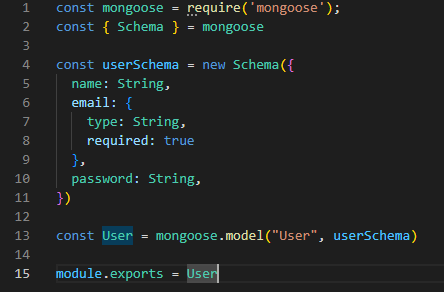 1 const mongoose = require('mongoose');
2 const { Schema } = mongoose
3
4 const userSchema = new Schema({
5   name: String,
6   email: {
7     type: String,
8     required: true
9   },
10   password: String,
11 })
12
13 const User = mongoose.model("User", userSchema)
14
15 module.exports = User